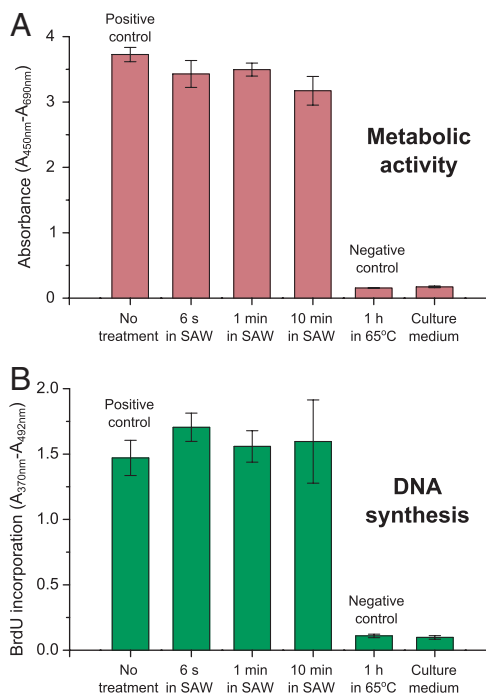 A
Positive
control
4
3
2
1
0
Absorbance (A450nm-A690nm)
Metabolic
activity
Negative
control
No
treatment
6 s
in SAW
1 min
in SAW
10 min
in SAW
1 h
in 65°C
Culture
medium
B
Positive
control
2.0
1.5
1.0
0.5
0.0
BrdU incorporation (A370nm-A492nm)
DNA
synthesis
Negative
control
No
treatment
6 s
in SAW
1 min
in SAW
10 min
in SAW
1 h
in 65°C
Culture
medium